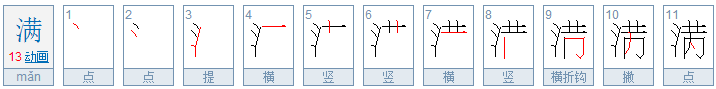 满
13 动画
mǎn
1 点
2 点
3 提
4 横
5 竖
6 竖
7 横
8 竖
9 横折钩
10 撇
11 点